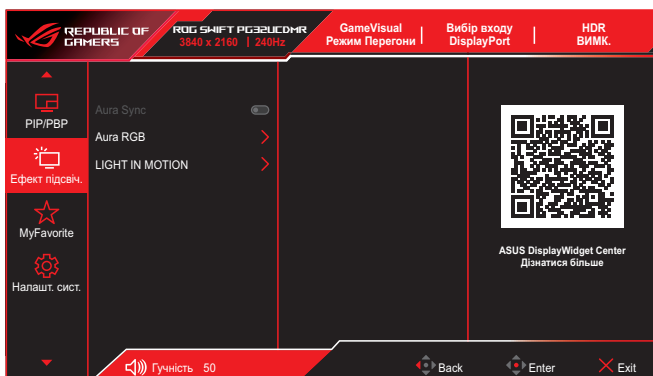 REPUBLIC OF
GAMERS
ROG SWIFT PG32UCDMR
3840 x 2160 | 240Hz
GameVisual
Режим Перегони
Вибір входу
DisplayPort
HDR
ВИМК.
PIP/PBP
Ефект підсвіч.
MyFavorite
Налашт. сист.
Aura Sync
Aura RGB
LIGHT IN MOTION
ASUS DisplayWidget Center
Дізнатися більше
Гучність 50
Back
Enter
Exit